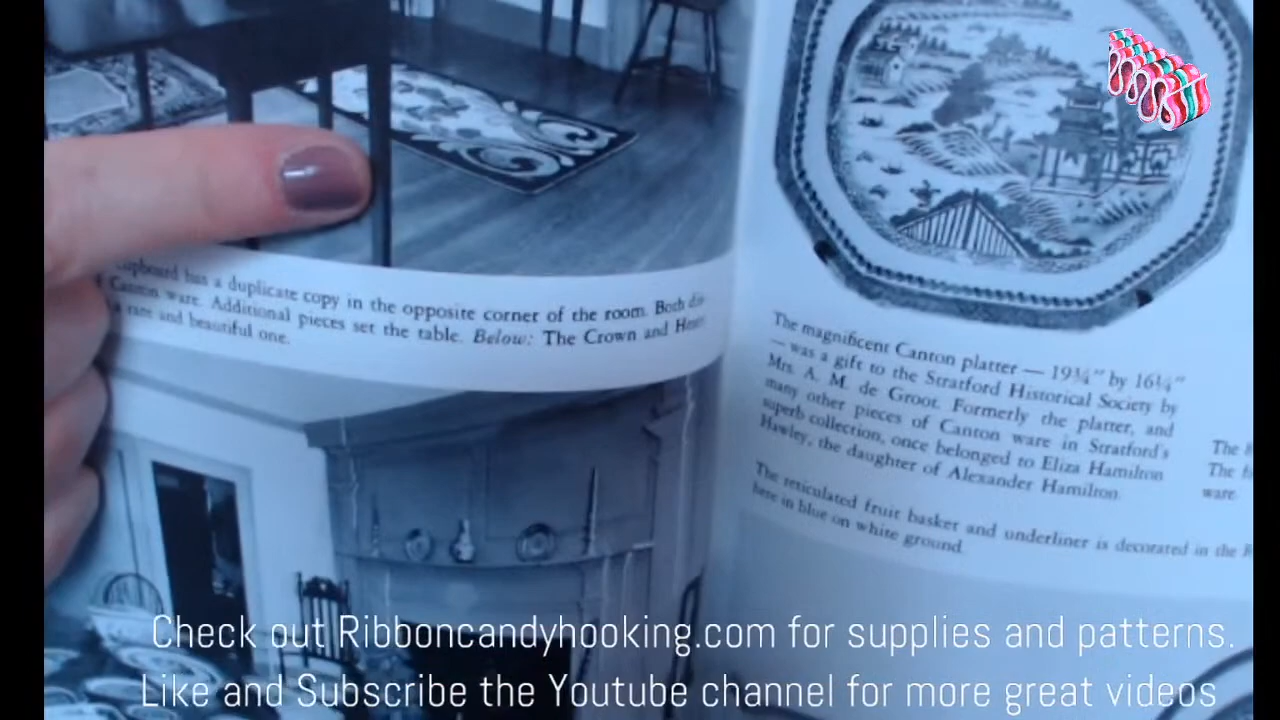 cupboard has a duplicate copy in the opposite corner of the room. Both
Canton ware. Additional pieces set the table. Below: The Crown and
a rare and beautiful one.
The magnificent Canton platter — 19¾" by 16¼"
— was a gift to the Stratford Historical Society by
Mrs. A. M. de Groot. Formerly the platter, and
many other pieces of Canton ware in Stratford's
superb collection, once belonged to Eliza Hamilton
Hawley, the daughter of Alexander Hamilton.
The reticulated fruit basket and underliner is decorated in the
here in blue on white ground.
The
The
ware.
Check out Ribboncandyhooking.com for supplies and patterns.
Like and Subscribe the Youtube channel for more great videos